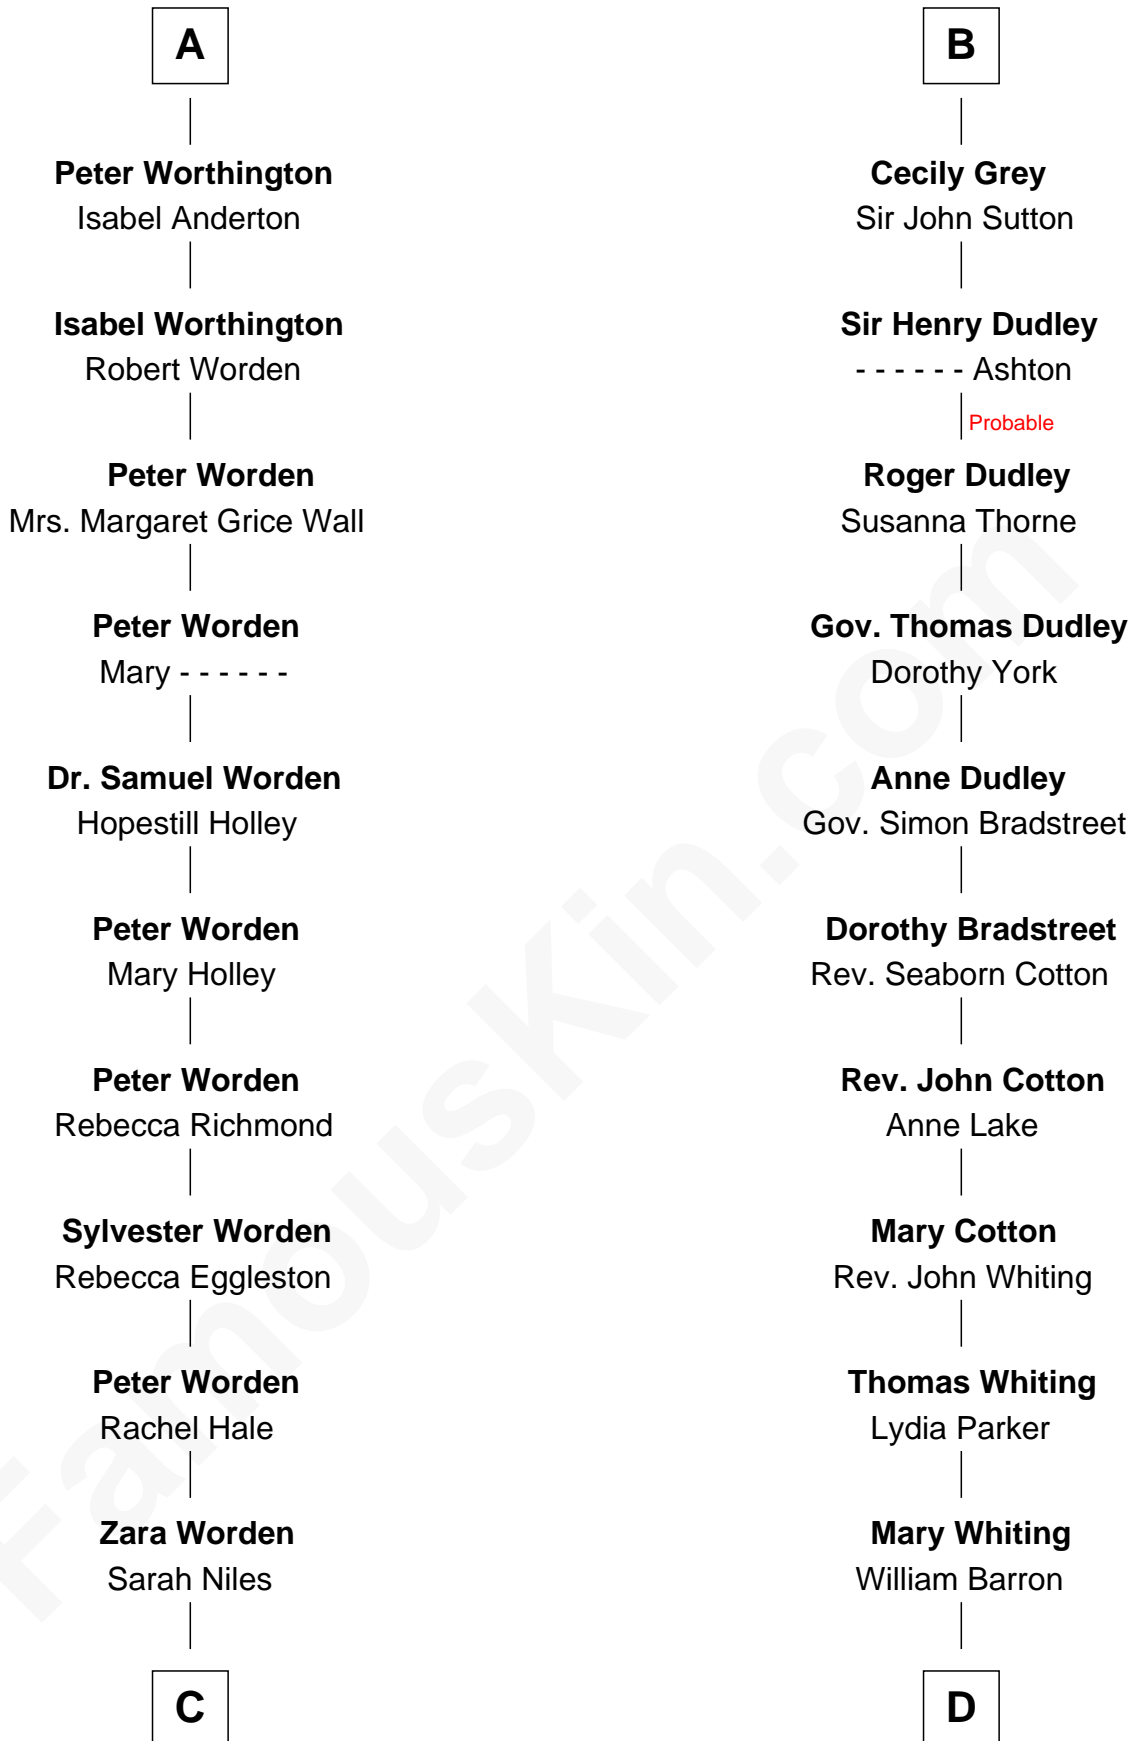 A
Peter Worthington
Isabel Anderton
Isabel Worthington
Robert Worden
Peter Worden
Mrs. Margaret Grice Wall
Peter Worden
Mary - - - - - -
Dr. Samuel Worden
Hopestill Holley
Peter Worden
Mary Holley
Peter Worden
Rebecca Richmond
Sylvester Worden
Rebecca Eggleston
Peter Worden
Rachel Hale
Zara Worden
Sarah Niles
C
B
Cecily Grey
Sir John Sutton
Sir Henry Dudley
- - - - - - Ashton
Probable
Roger Dudley
Susanna Thorne
Gov. Thomas Dudley
Dorothy York
Anne Dudley
Gov. Simon Bradstreet
Dorothy Bradstreet
Rev. Seaborn Cotton
Rev. John Cotton
Anne Lake
Mary Cotton
Rev. John Whiting
Thomas Whiting
Lydia Parker
Mary Whiting
William Barron
D
FamousKin.com